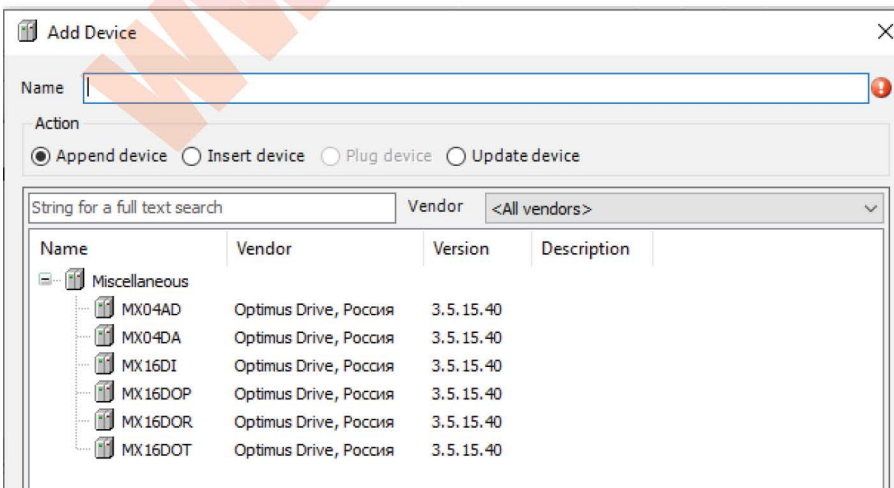 Add Device
Name
Action
Append device Insert device Plug device Update device
String for a full text search Vendor <All vendors>
Name Vendor Version Description
Miscellaneous
MX04AD Optimus Drive, Россия 3.5.15.40
MX04DA Optimus Drive, Россия 3.5.15.40
MX16DI Optimus Drive, Россия 3.5.15.40
MX16DOP Optimus Drive, Россия 3.5.15.40
MX16DOR Optimus Drive, Россия 3.5.15.40
MX16DOT Optimus Drive, Россия 3.5.15.40